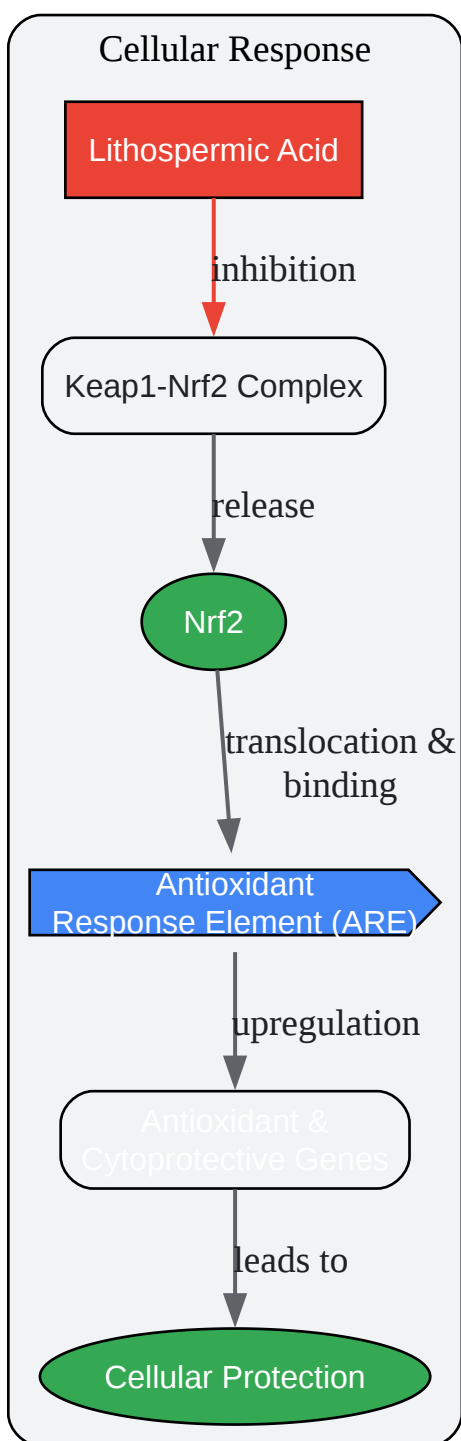 Cellular Response
Lithospermic Acid
inhibition
Keap1-Nrf2 Complex
release
Nrf2
translocation &
binding
Antioxidant
Response Element (ARE)
upregulation
Antioxidant &
Cytoprotective Genes
leads to
Cellular Protection